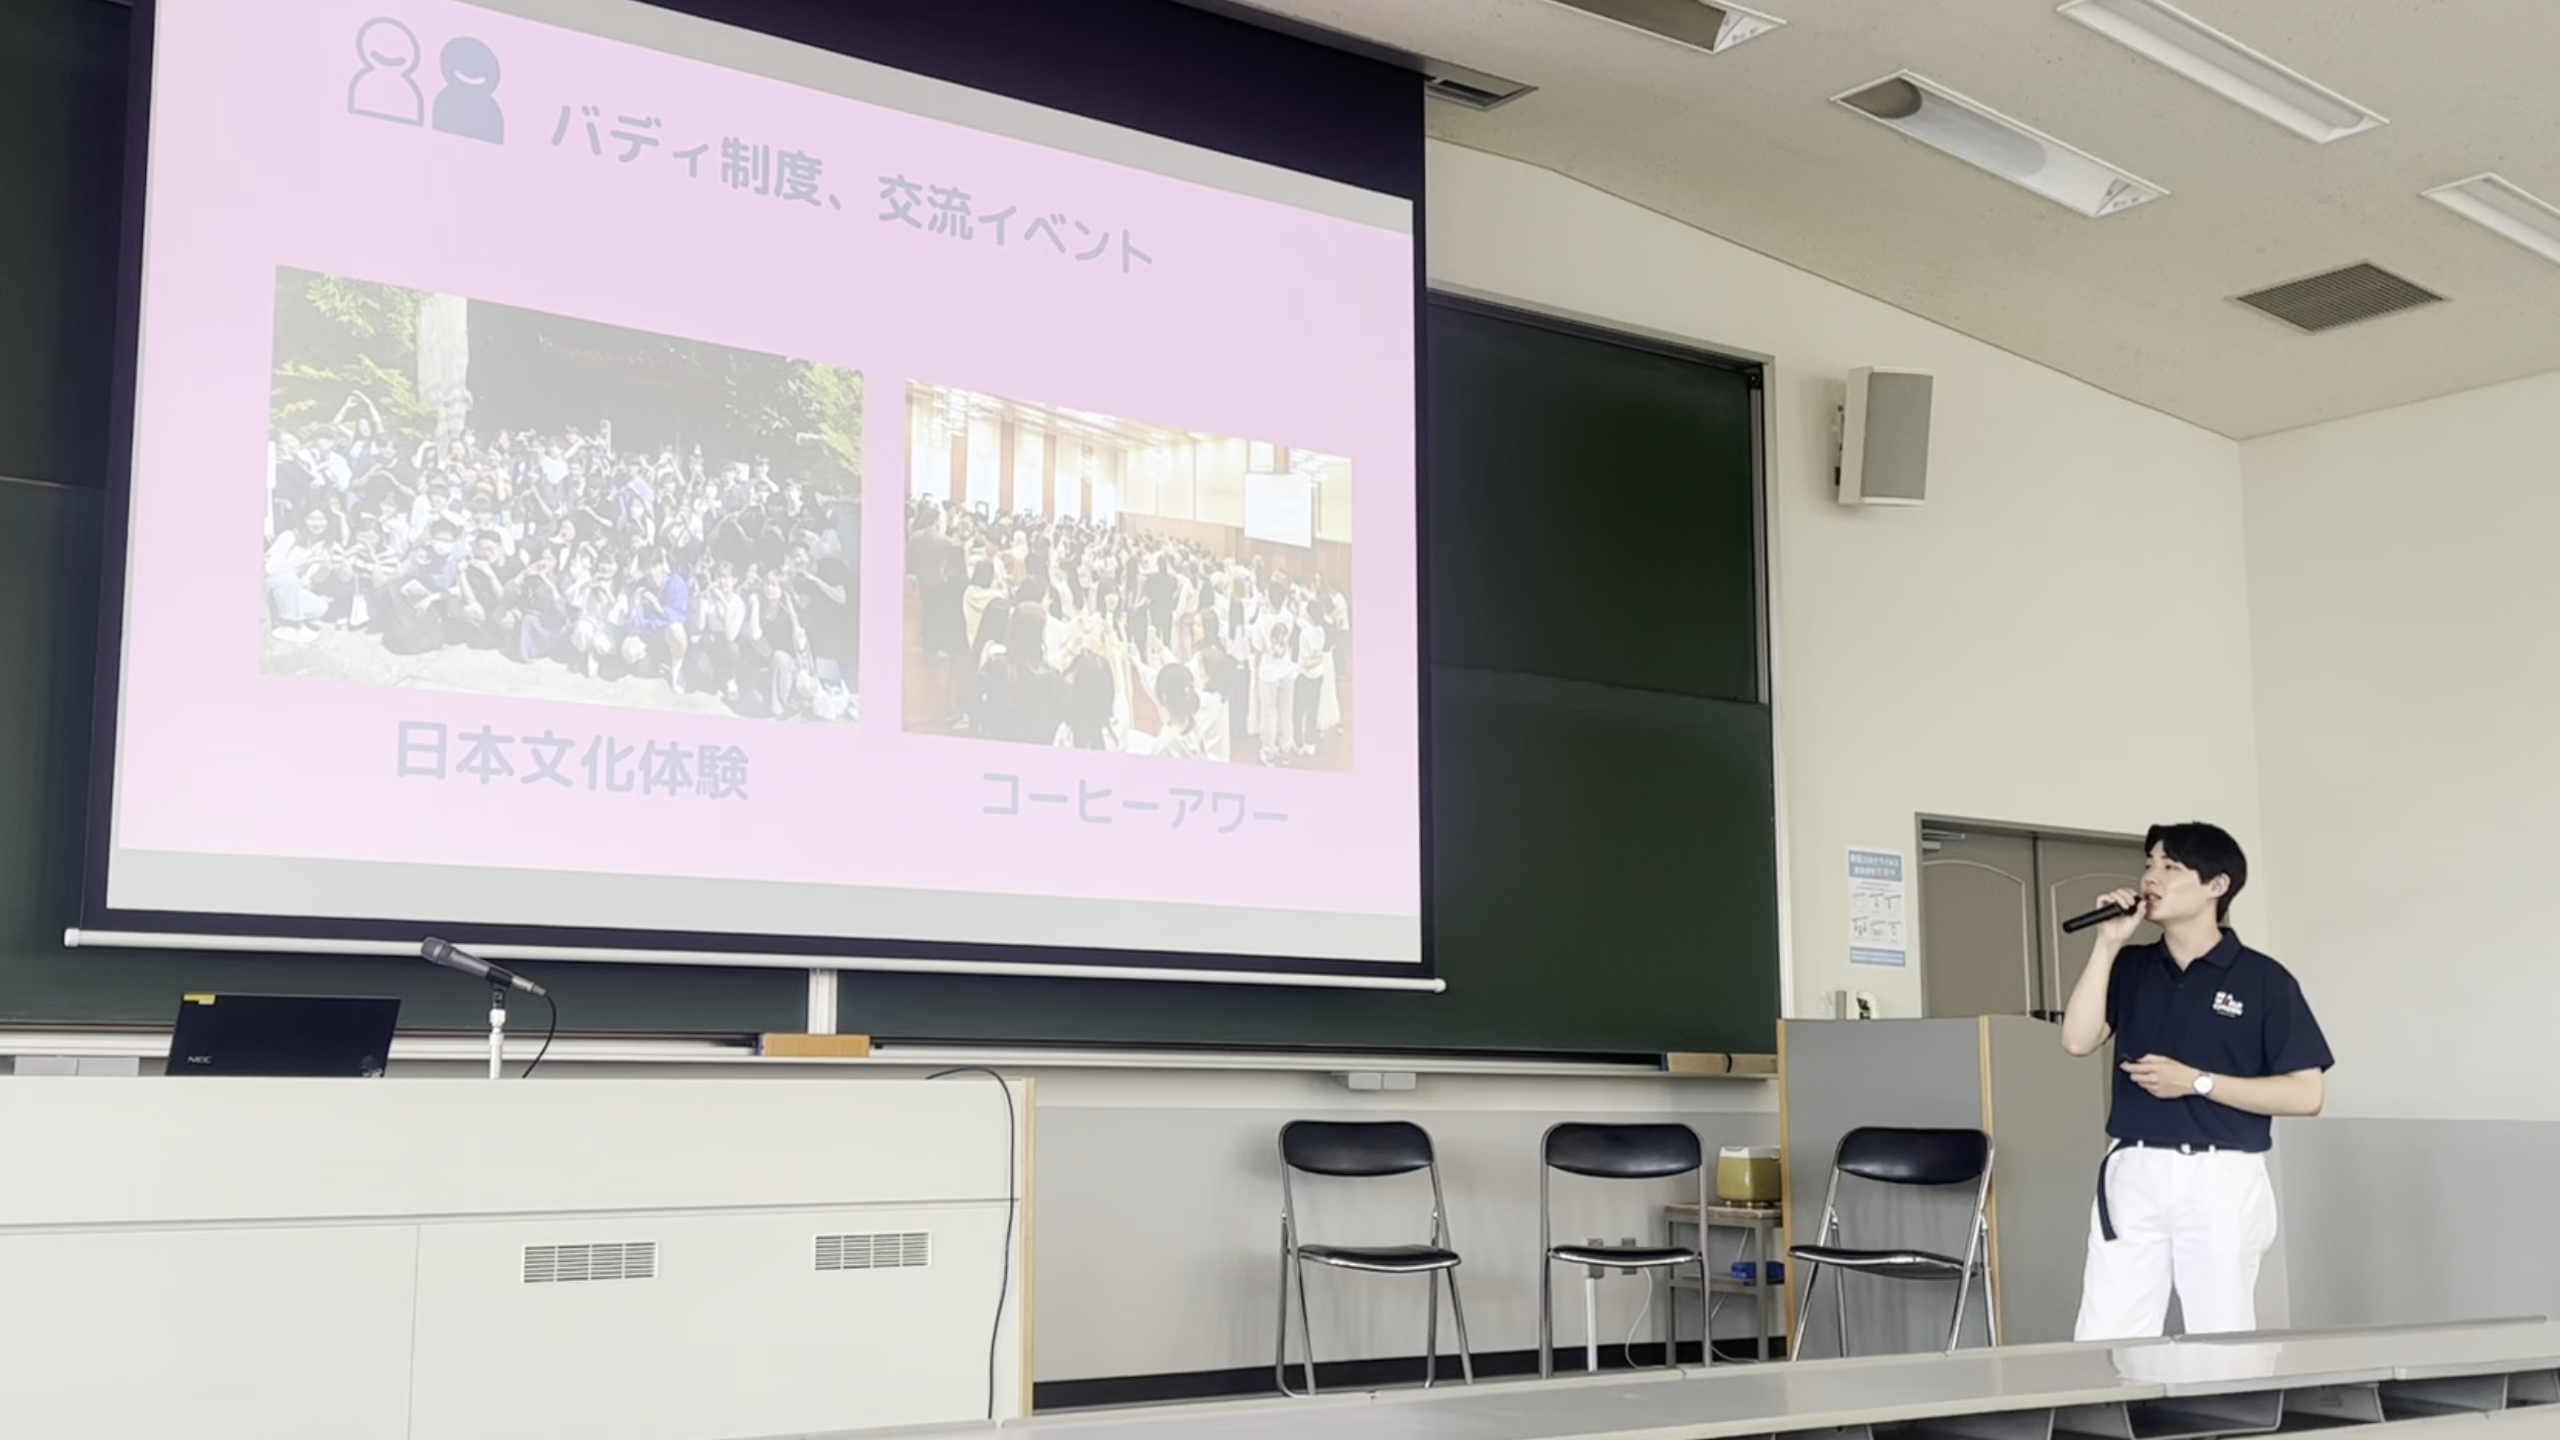 バディ制度、交流イベント
日本文化体験
コーヒーアワー
NEC